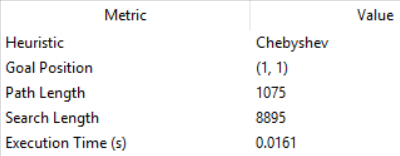 Metric Value
Heuristic Chebyshev
Goal Position (1, 1)
Path Length 1075
Search Length 8895
Execution Time (s) 0.0161